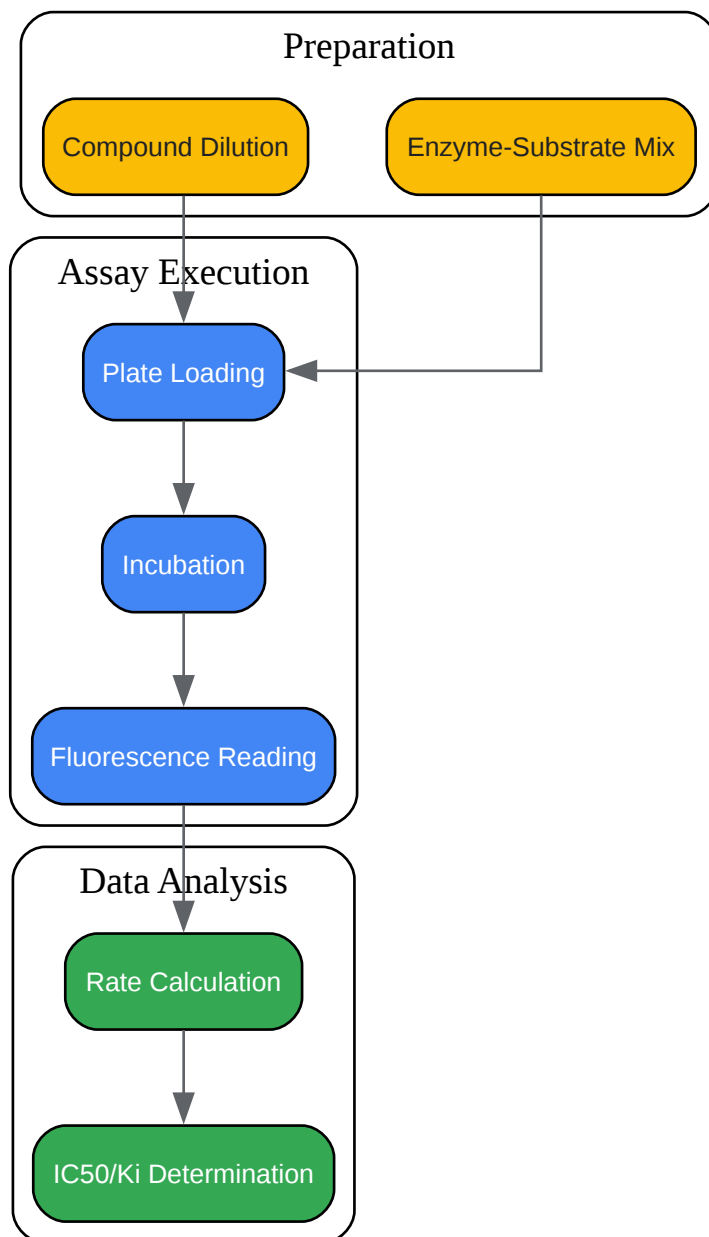 Preparation
Compound Dilution
Enzyme-Substrate Mix
Assay Execution
Plate Loading
Incubation
Fluorescence Reading
Data Analysis
Rate Calculation
IC50/Ki Determination